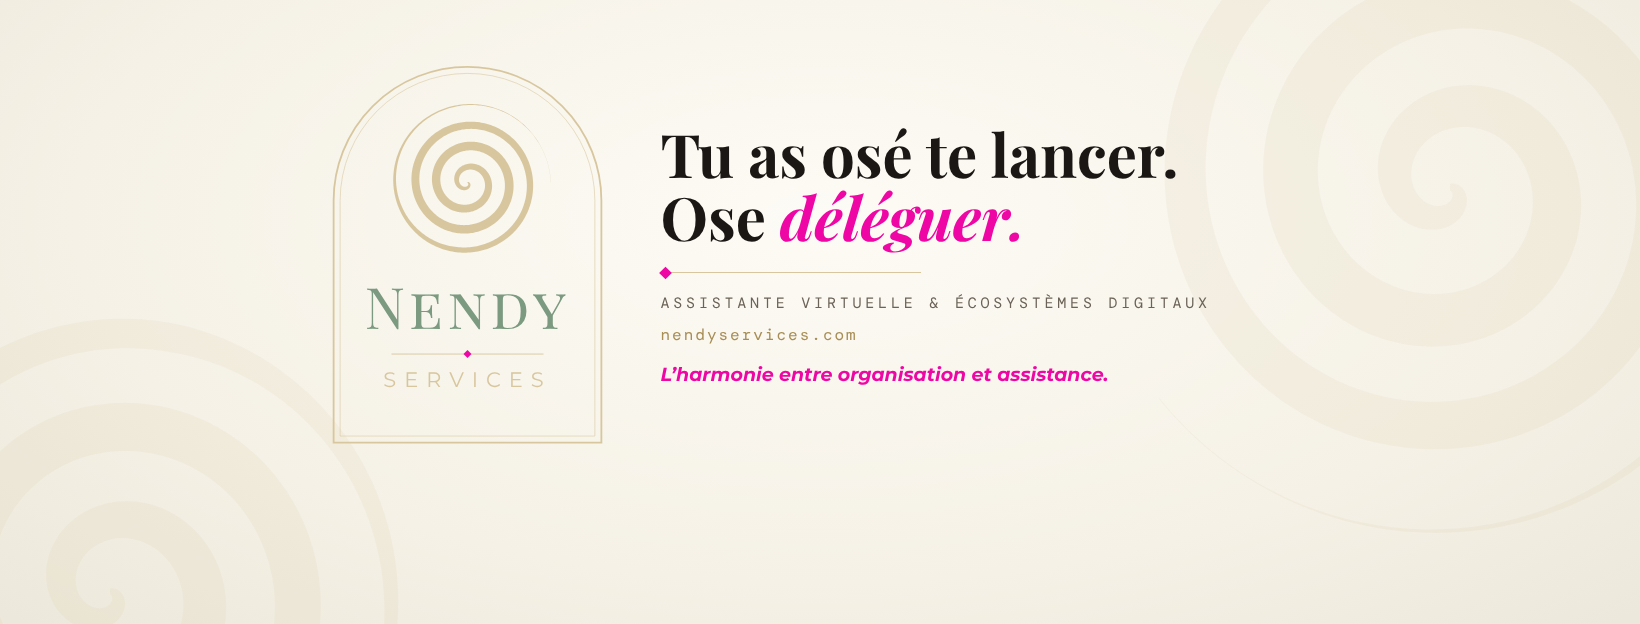 NENDY
SERVICES
Tu as osé te lancer.
Ose déléguer.
ASSISTANTE VIRTUELLE & ÉCOSYSTÈMES DIGITAUX
nendyservices.com
L’harmonie entre organisation et assistance.